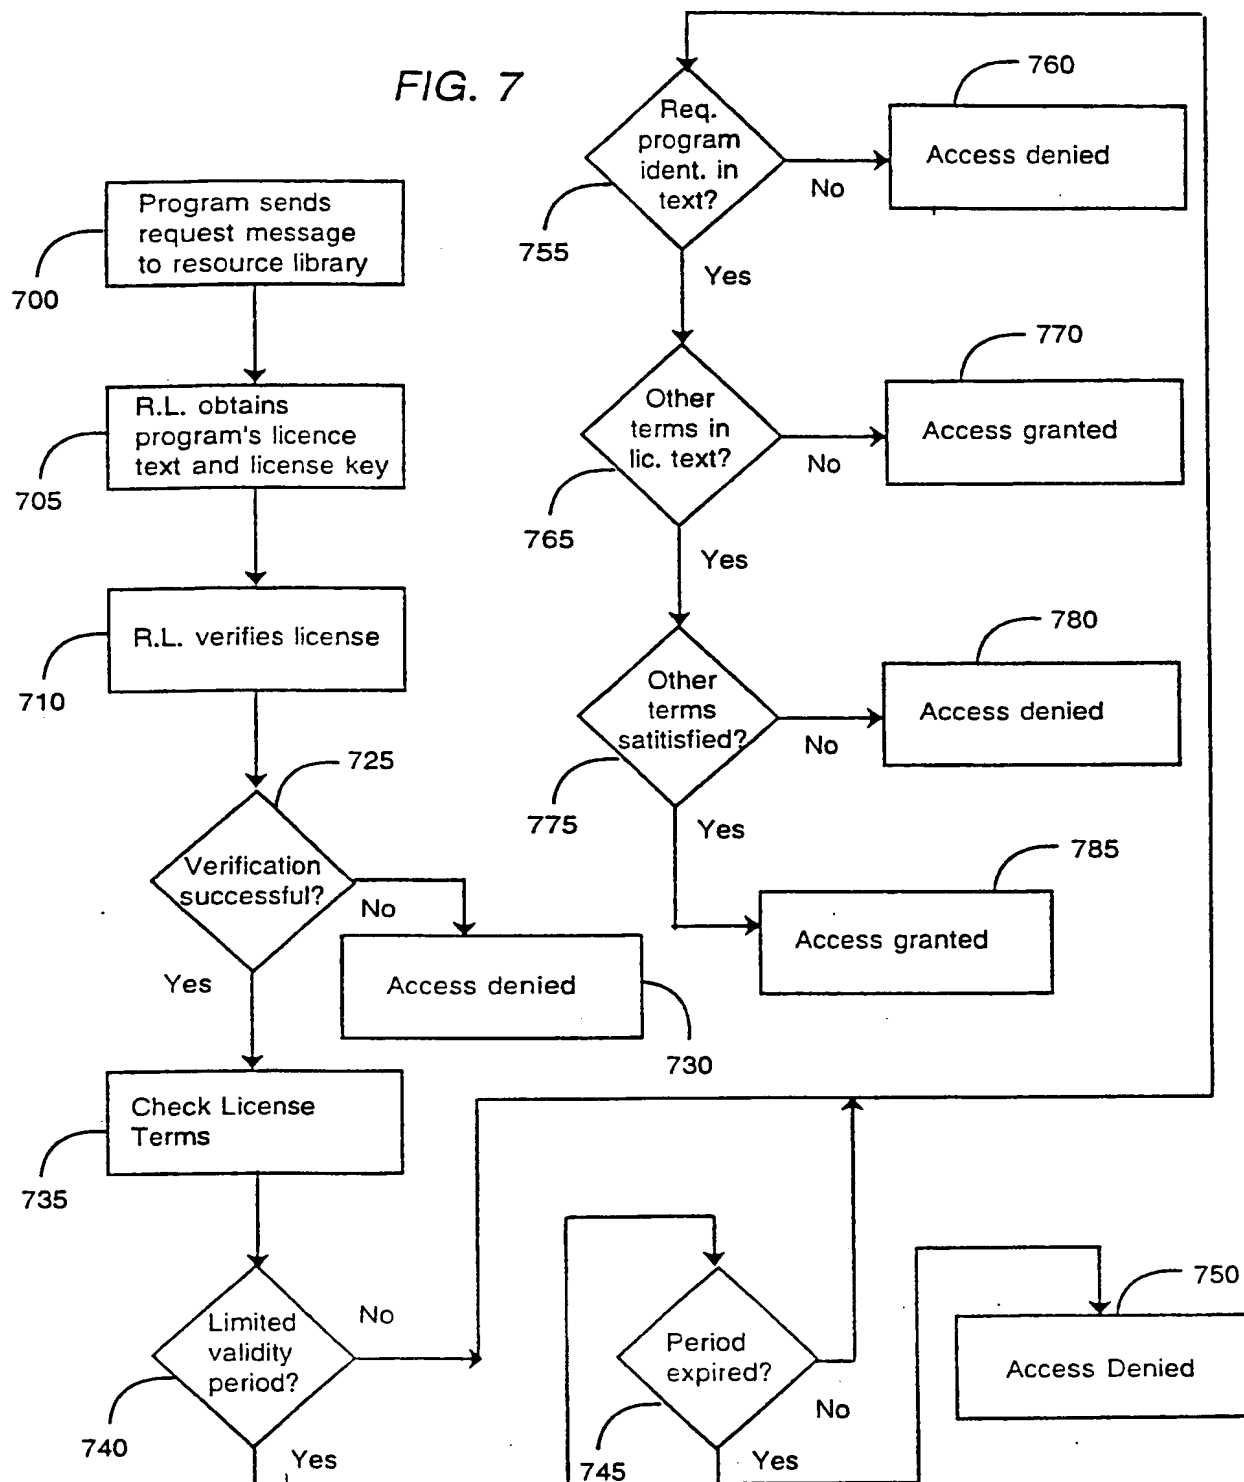 FIG. 7
Program sends
request message
to resource library
700
R.L. obtains
program's licence
text and license key
705
R.L. verifies license
710
725
Verification
successful?
No
Yes
Access denied
730
Check License
Terms
735
Limited
validity
period?
No
740
Yes
Period
expired?
No
745
Yes
750
Access Denied
Req.
program
ident. in
text?
755
No
Yes
760
Access denied
Other
terms in
lic. text?
765
No
Yes
770
Access granted
Other
terms
satitisfied?
775
No
Yes
780
Access denied
785
Access granted